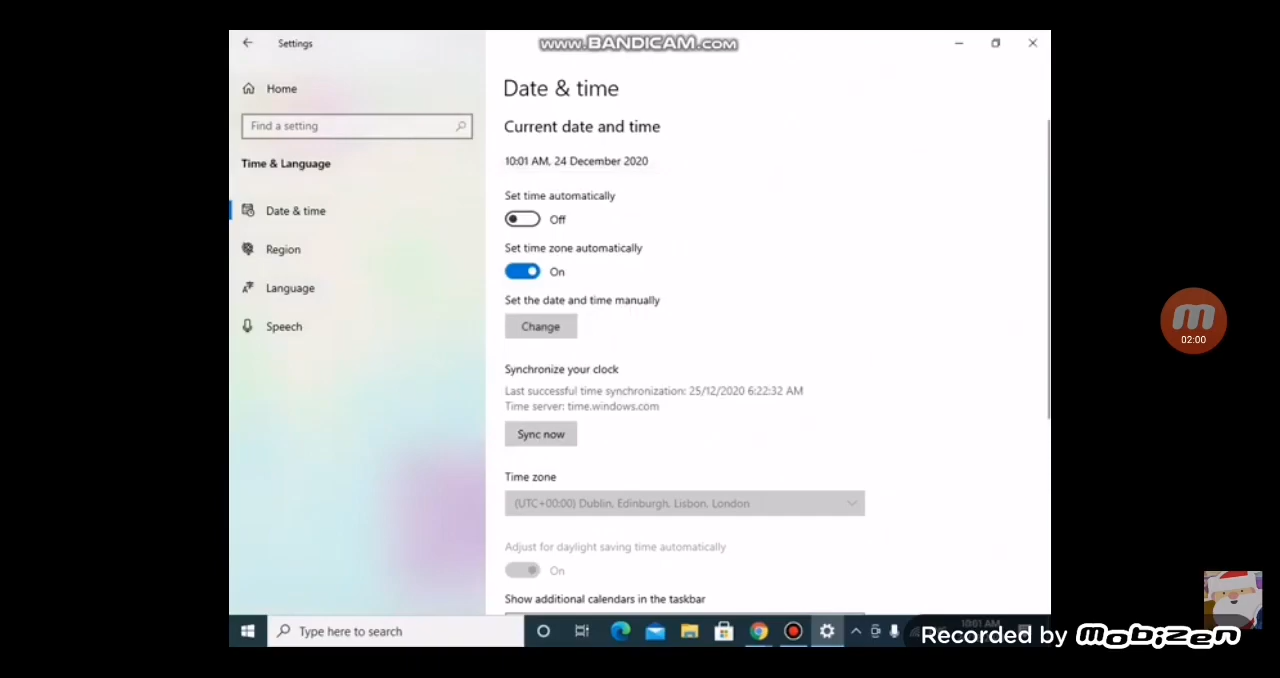 Settings
www.BANDICAM.com
Home
Find a setting
Time & Language
Date & time
Region
Language
Speech
Date & time
Current date and time
10:01 AM, 24 December 2020
Set time automatically
Off
Set time zone automatically
On
Set the date and time manually
Change
Synchronize your clock
Last successful time synchronization: 25/12/2020 6:22:32 AM
Time server: time.windows.com
Sync now
Time zone
(UTC+00:00) Dublin, Edinburgh, Lisbon, London
Adjust for daylight saving time automatically
On
Show additional calendars in the taskbar
02:00
Type here to search
10:01 AM
Recorded by mobizen